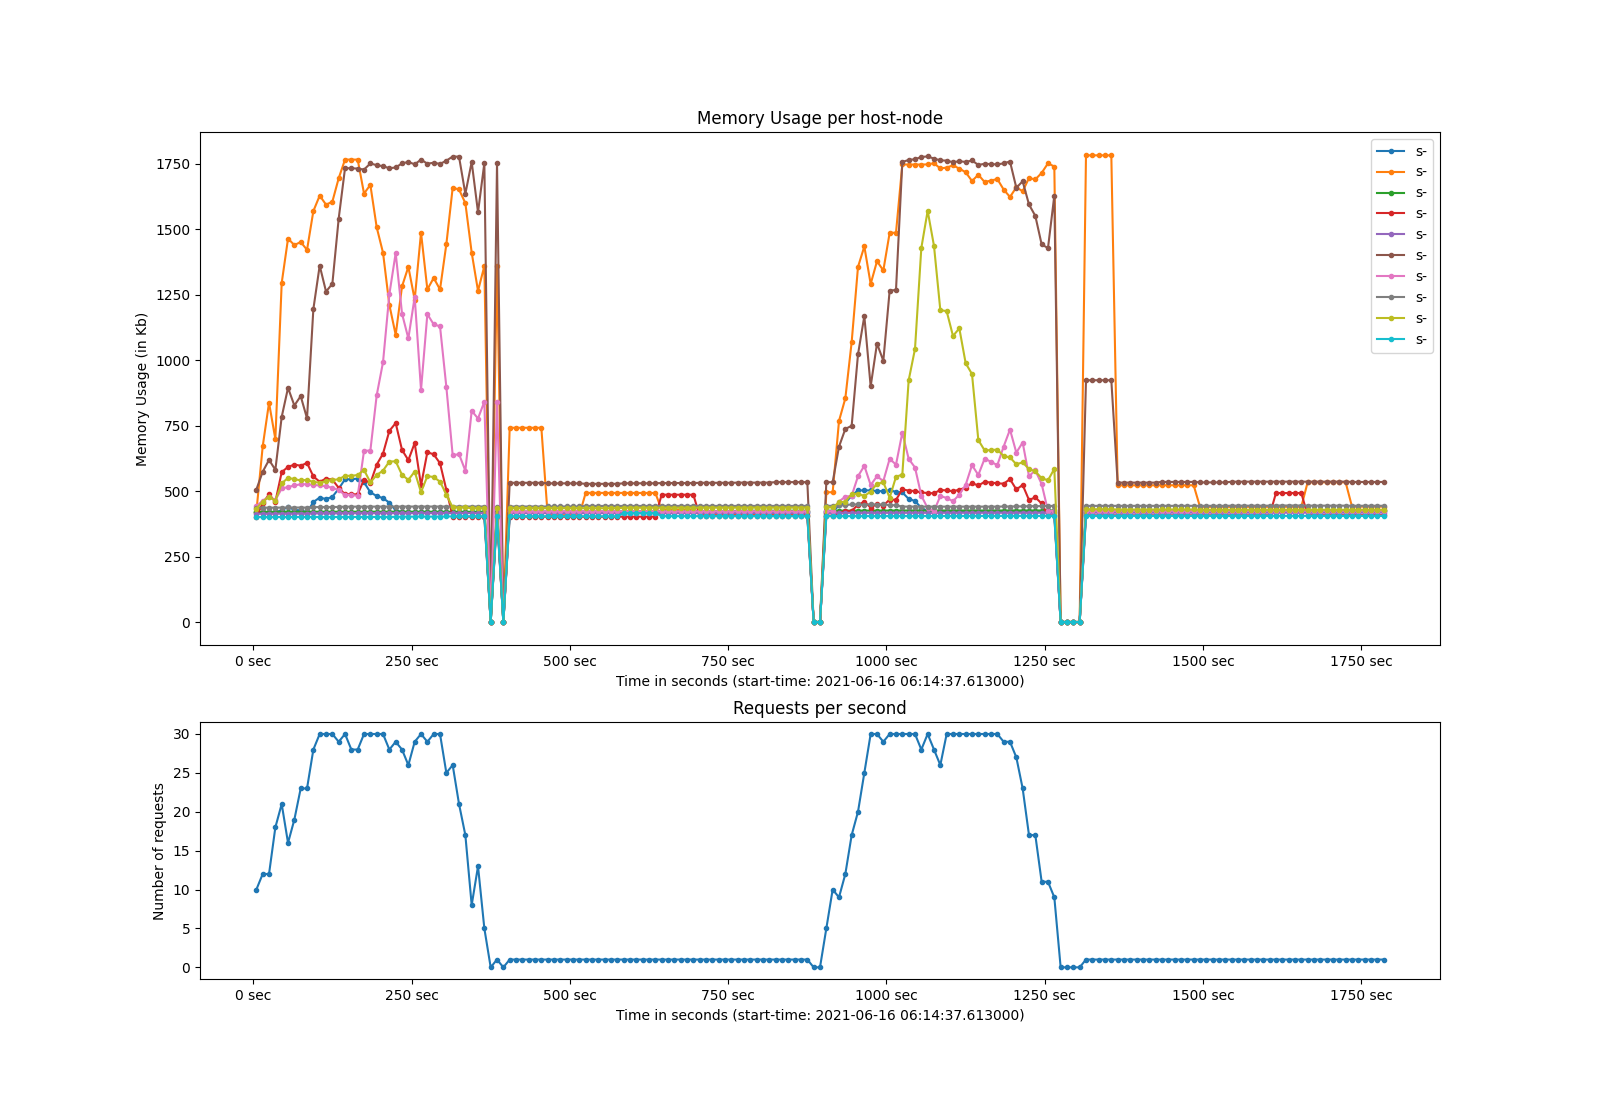 Memory Usage per host-node
Memory Usage (in Kb)
1750
1500
1250
1000
750
500
250
0
s-
s-
s-
s-
s-
s-
s-
s-
s-
s-
0 sec 250 sec 500 sec 750 sec 1000 sec 1250 sec 1500 sec 1750 sec
Time in seconds (start-time: 2021-06-16 06:14:37.613000)
Requests per second
Number of requests
30
25
20
15
10
5
0
0 sec 250 sec 500 sec 750 sec 1000 sec 1250 sec 1500 sec 1750 sec
Time in seconds (start-time: 2021-06-16 06:14:37.613000)